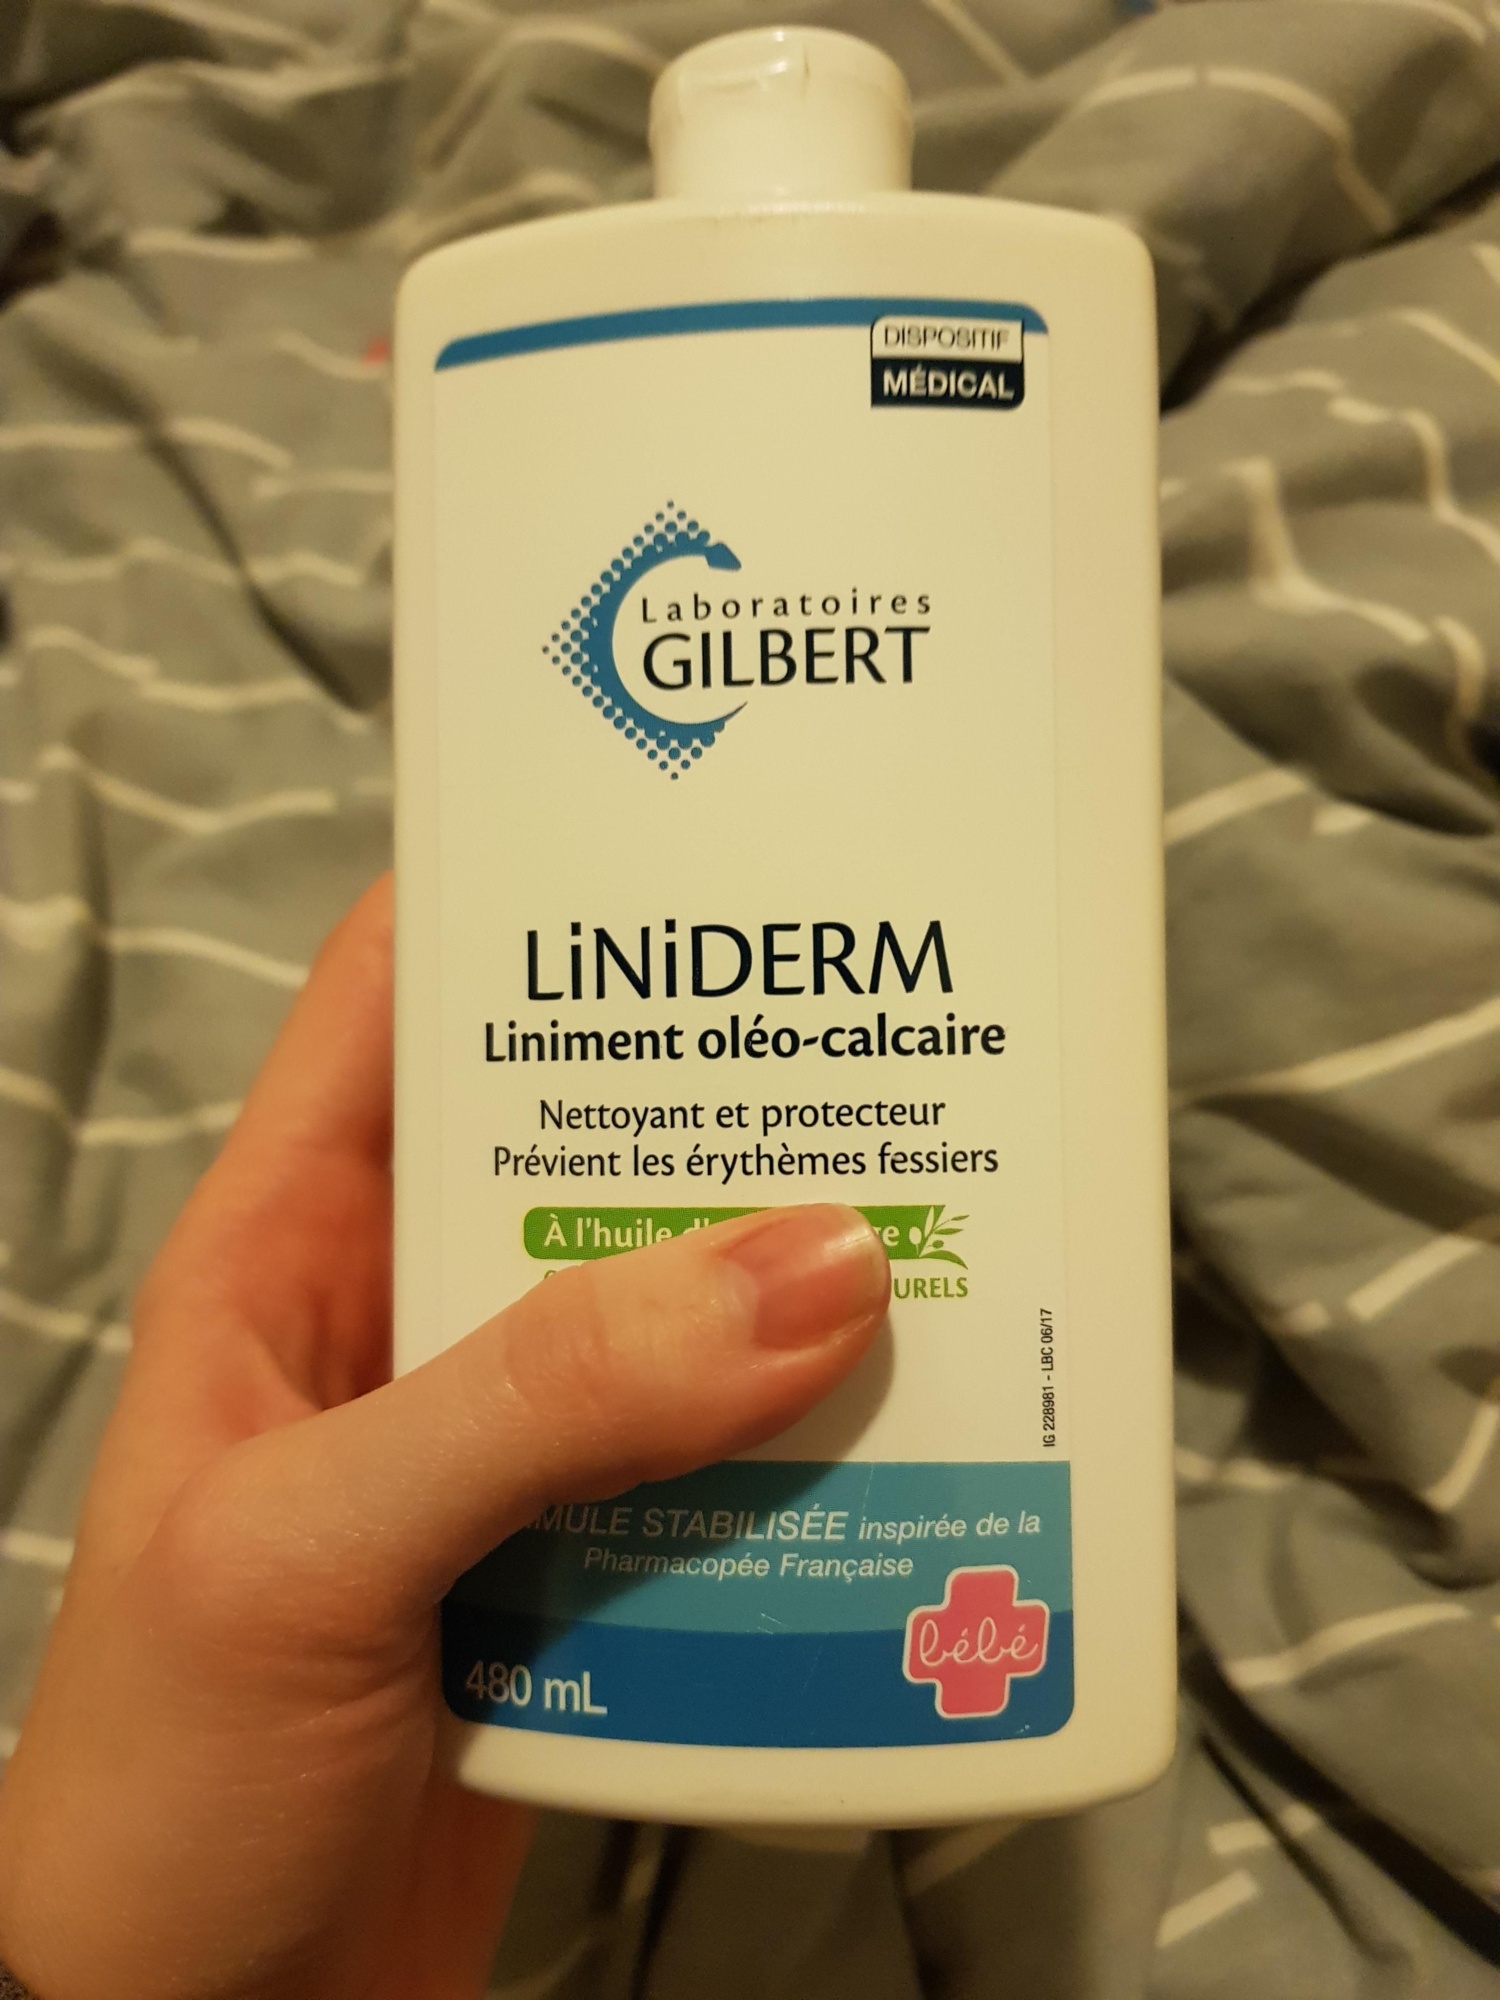 DISPOSITIF
MÉDICAL
Laboratoires
GILBERT
LiNiDERM
Liniment oléo-calcaire
Nettoyant et protecteur
Prévient les érythèmes fessiers
À l'huile
IG 228981 - LBC 06/17
STABILISÉE inspirée de la
Pharmacopée Française
bébé
480 mL